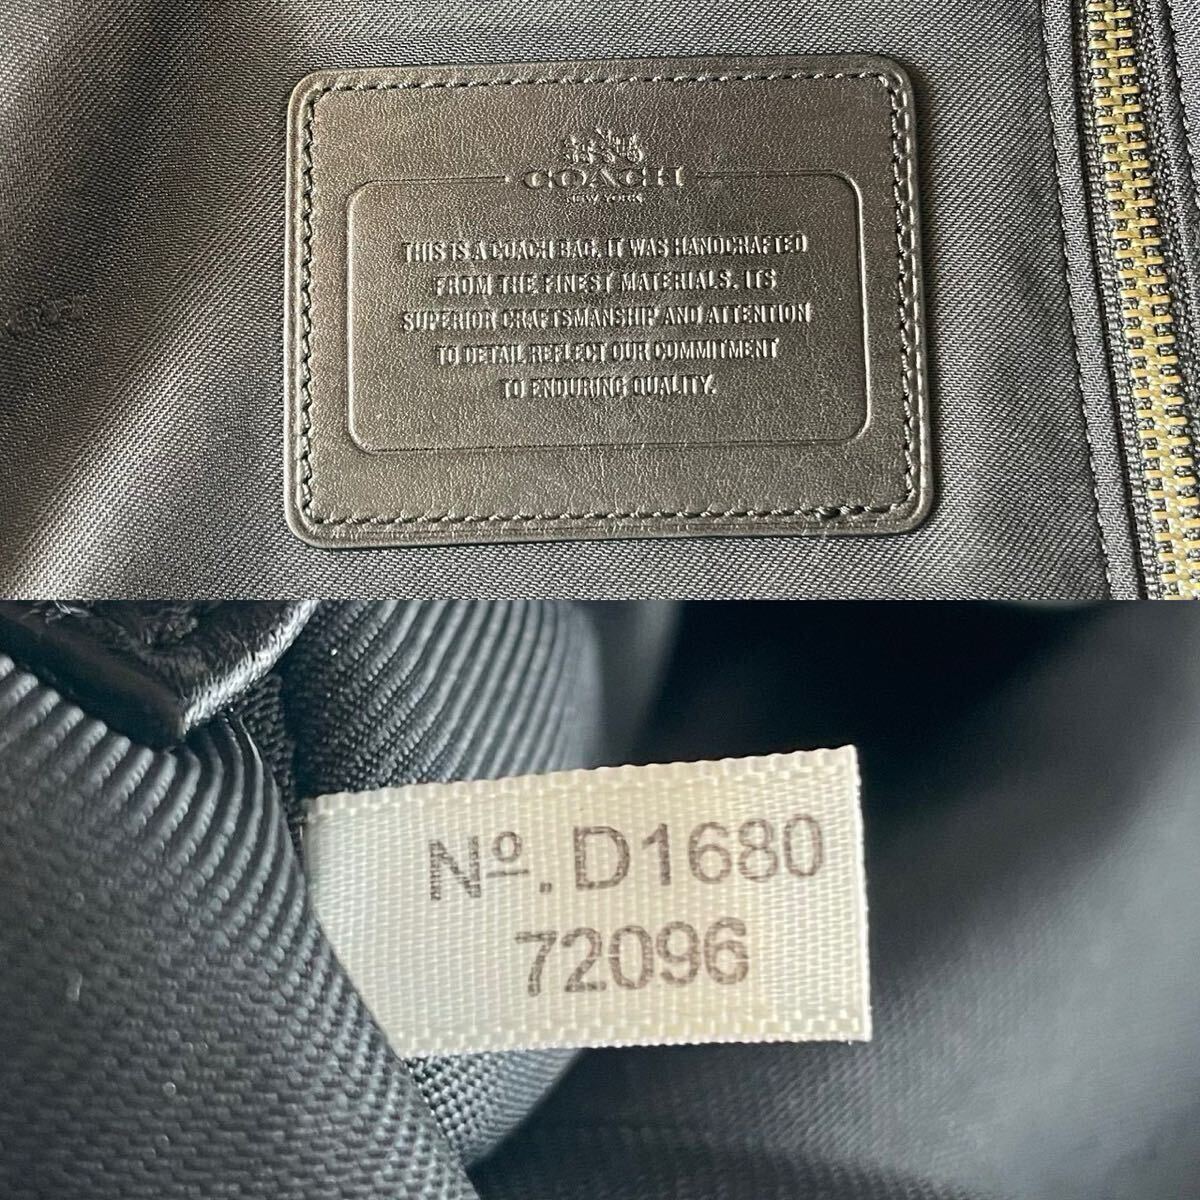 COACH
NEW YORK
THIS IS A COACH BAG. IT WAS HANDCRAFTED
FROM THE FINEST MATERIALS. ITS
SUPERIOR CRAFTSMANSHIP AND ATTENTION
TO DETAIL REFLECT OUR COMMITMENT
TO ENDURING QUALITY.
Nº. D1680
72096